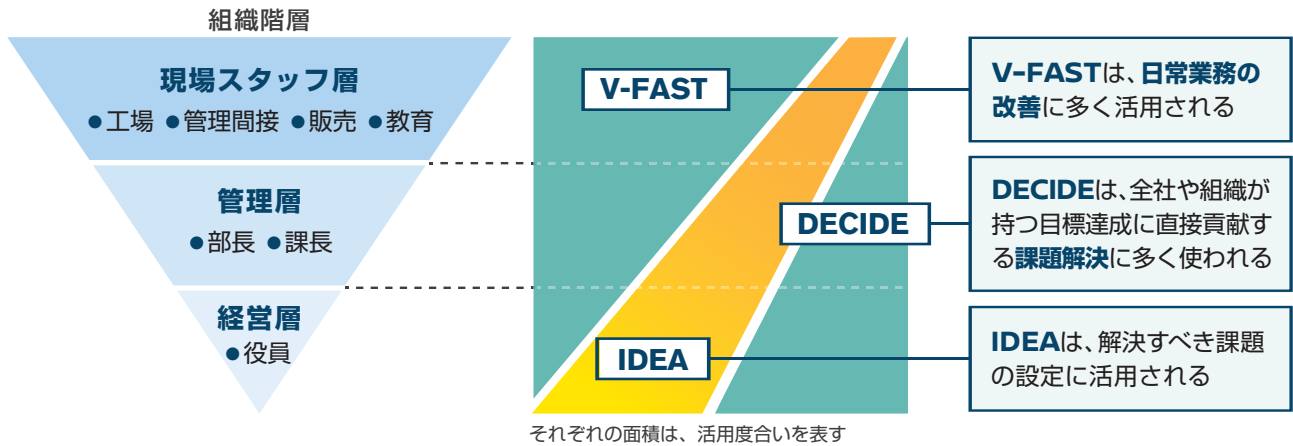 組織階層
現場スタッフ層
●工場 ●管理間接 ●販売 ●教育
管理層
●部長 ●課長
経営層
●役員
V-FAST
DECIDE
IDEA
V-FASTは、日常業務の
改善に多く活用される
DECIDEは、全社や組織が
持つ目標達成に直接貢献す
る課題解決に多く使われる
IDEAは、解決すべき課題
の設定に活用される
それぞれの面積は、活用度合いを表す